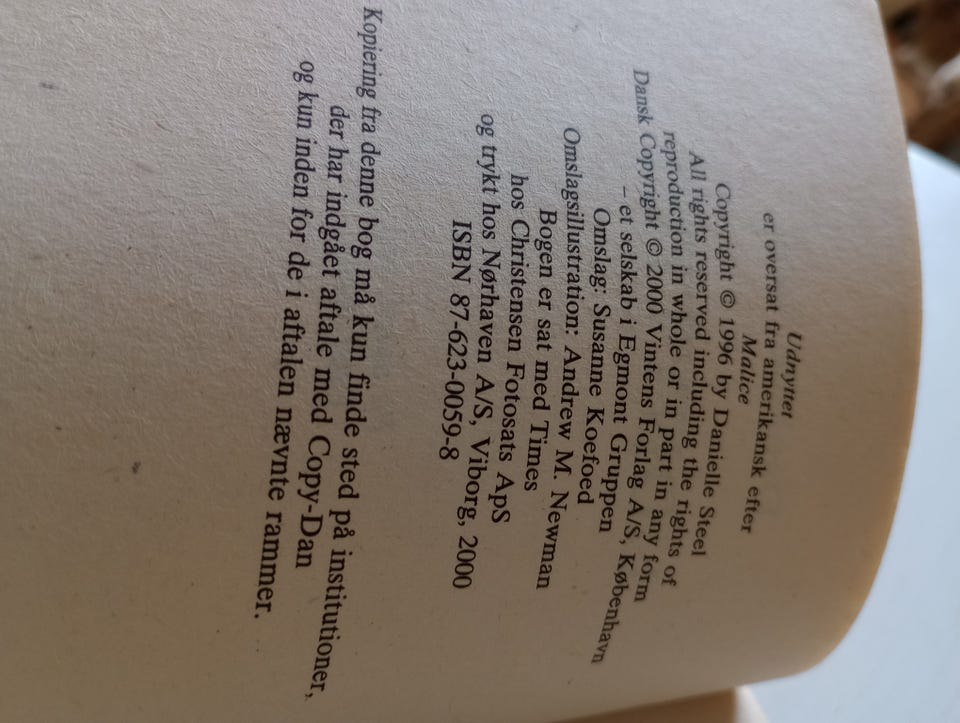 Udnyttet
er oversat fra amerikansk efter
Malice
Copyright © 1996 by Danielle Steel
All rights reserved including the rights of
reproduction in whole or in part in any form
Dansk Copyright © 2000 Vintens Forlag A/S, København
– et selskab i Egmont Gruppen
Omslag: Susanne Koefoed
Omslagsillustration: Andrew M. Newman
Bogen er sat med Times
hos Christensen Fotosats ApS
og trykt hos Nørhaven A/S, Viborg, 2000
ISBN 87-623-0059-8
Kopiering fra denne bog må kun finde sted på institutioner,
der har indgået aftale med Copy-Dan
og kun inden for de i aftalen nævnte rammer.